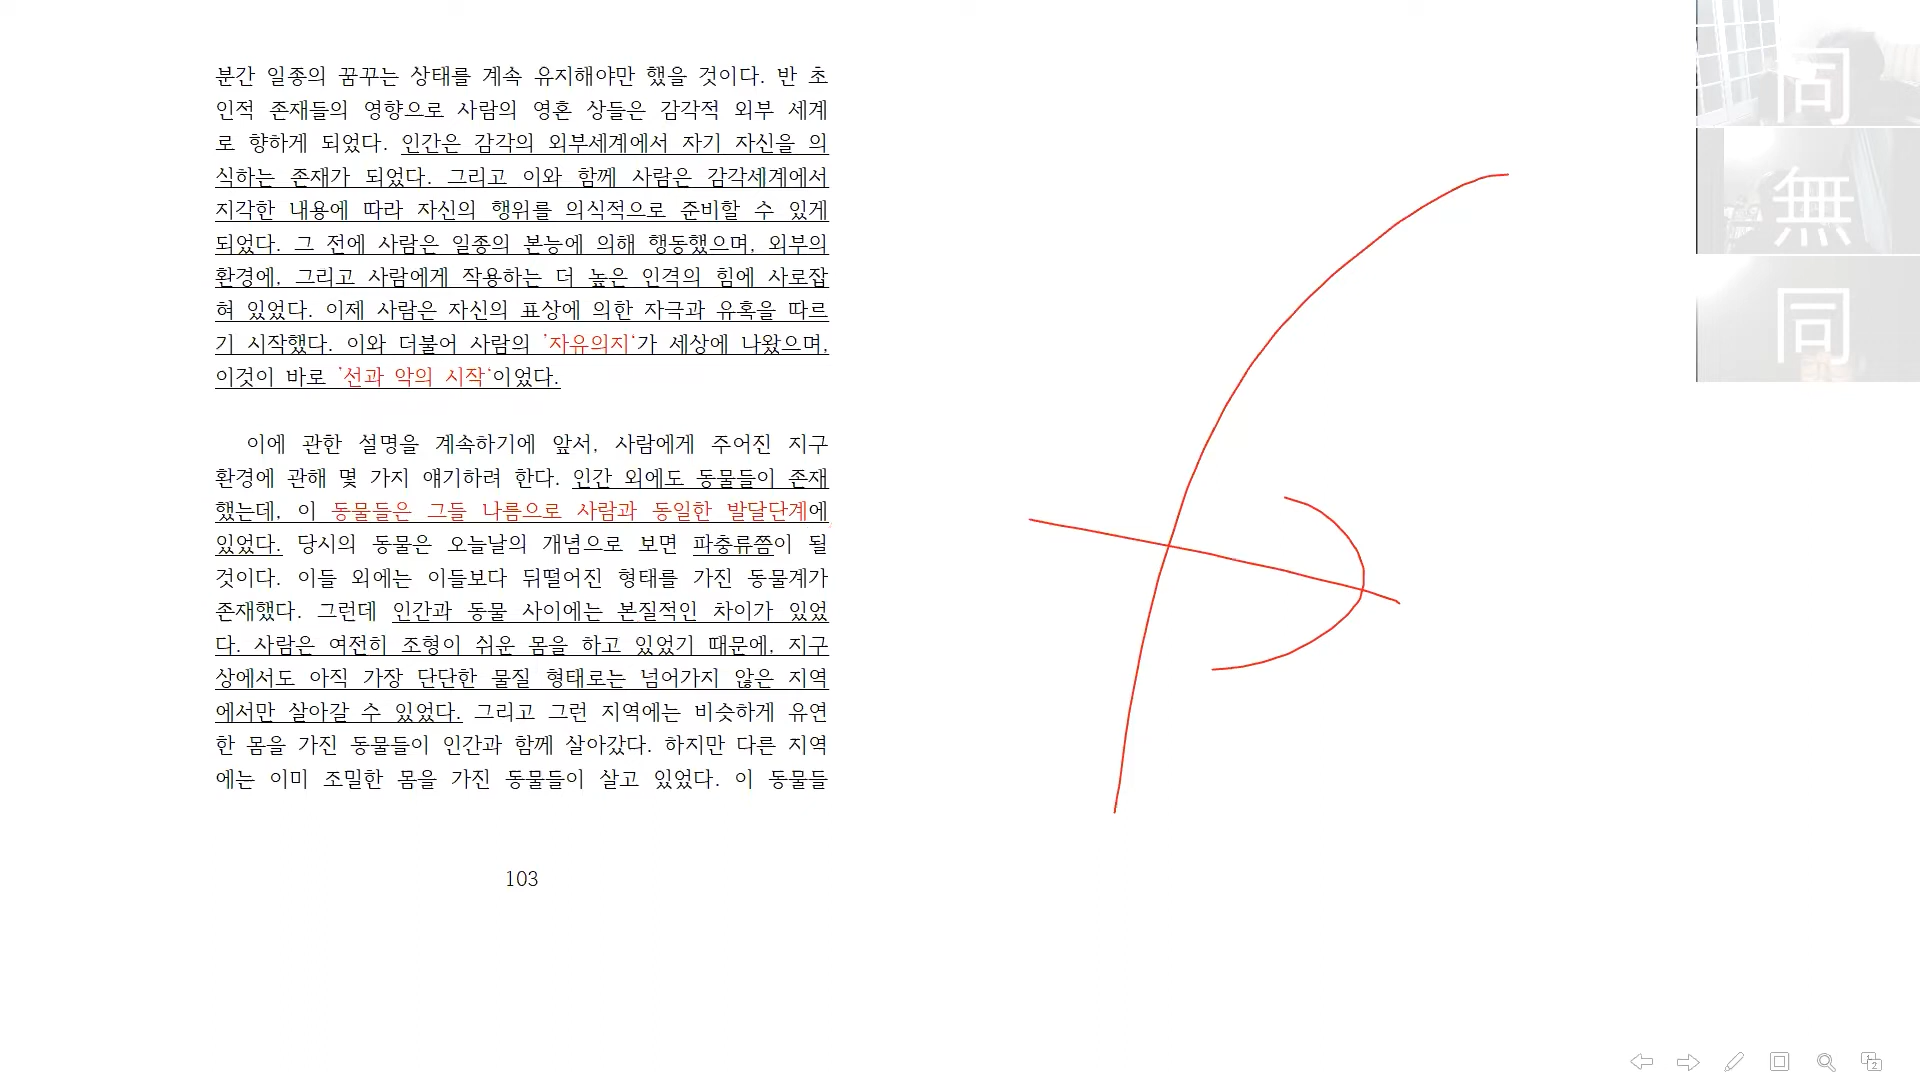 분간 일종의 꿈꾸는 상태를 계속 유지해야만 했을 것이다. 반 초
인적 존재들의 영향으로 사람의 영혼 상들은 감각적 외부 세계
로 향하게 되었다. 인간은 감각의 외부세계에서 자기 자신을 의
식하는 존재가 되었다. 그리고 이와 함께 사람은 감각세계에서
지각한 내용에 따라 자신의 행위를 의식적으로 준비할 수 있게
되었다. 그 전에 사람은 일종의 본능에 의해 행동했으며, 외부의
환경에, 그리고 사람에게 작용하는 더 높은 인격의 힘에 사로잡
혀 있었다. 이제 사람은 자신의 표상에 의한 자극과 유혹을 따르
기 시작했다. 이와 더불어 사람의 ’자유의지‘가 세상에 나왔으며,
이것이 바로 ’선과 악의 시작‘이었다.
이에 관한 설명을 계속하기에 앞서, 사람에게 주어진 지구
환경에 관해 몇 가지 얘기하려 한다. 인간 외에도 동물들이 존재
했는데, 이 동물들은 그들 나름으로 사람과 동일한 발달단계에
있었다. 당시의 동물은 오늘날의 개념으로 보면 파충류쯤이 될
것이다. 이들 외에는 이들보다 뒤떨어진 형태를 가진 동물계가
존재했다. 그런데 인간과 동물 사이에는 본질적인 차이가 있었
다. 사람은 여전히 조형이 쉬운 몸을 하고 있었기 때문에, 지구
상에서도 아직 가장 단단한 물질 형태로는 넘어가지 않은 지역
에서만 살아갈 수 있었다. 그리고 그런 지역에는 비슷하게 유연
한 몸을 가진 동물들이 인간과 함께 살아갔다. 하지만 다른 지역
에는 이미 조밀한 몸을 가진 동물들이 살고 있었다. 이 동물들
103
同
無
同